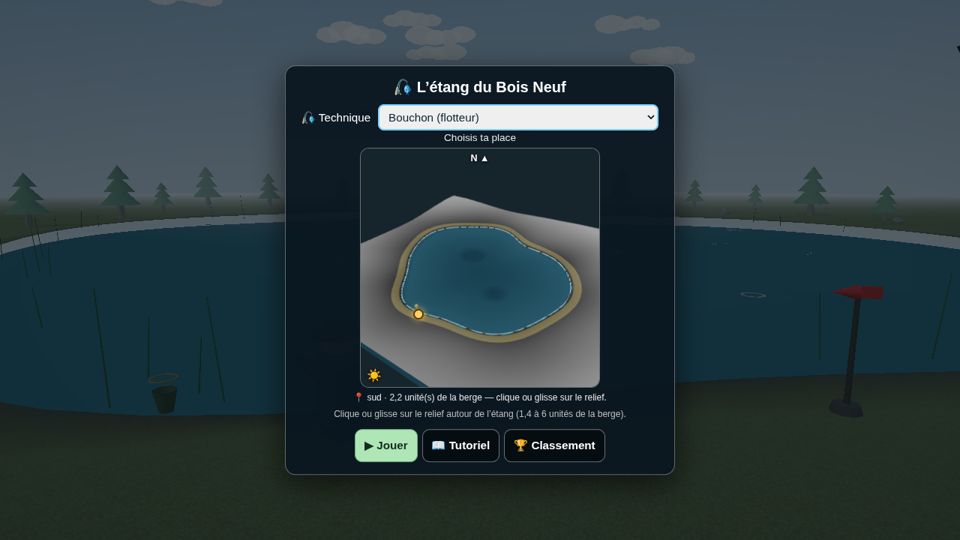 L’étang du Bois Neuf
Technique Bouchon (flotteur)
Choisis ta place
N ▲
sud · 2,2 unité(s) de la berge — clique ou glisse sur le relief.
Clique ou glisse sur le relief autour de l’étang (1,4 à 6 unités de la berge).
▶ Jouer Tutoriel Classement